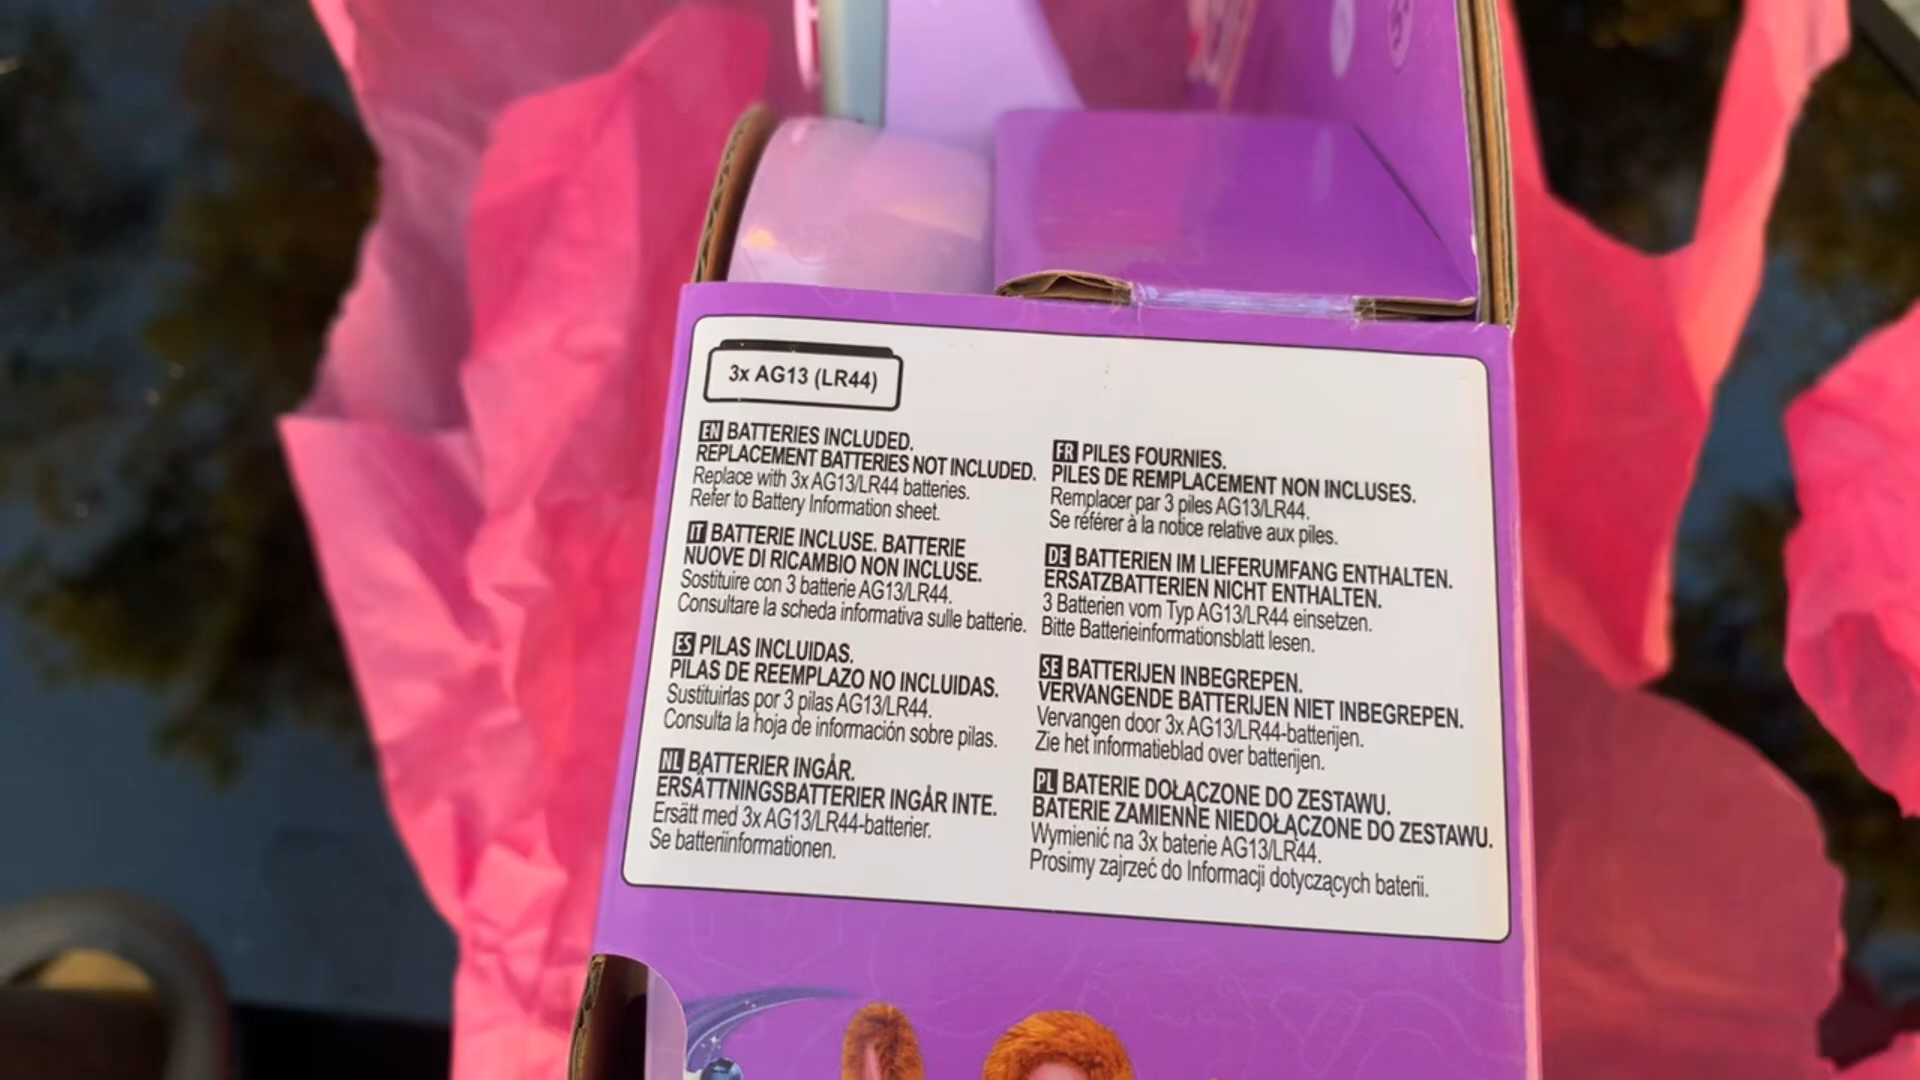 3x AG13 (LR44)
EN BATTERIES INCLUDED.
REPLACEMENT BATTERIES NOT INCLUDED.
Replace with 3x AG13/LR44 batteries.
Refer to Battery Information sheet.
IT BATTERIE INCLUSE. BATTERIE
NUOVE DI RICAMBIO NON INCLUSE.
Sostituire con 3 batterie AG13/LR44.
Consultare la scheda informativa sulle batterie.
ES PILAS INCLUIDAS.
PILAS DE REEMPLAZO NO INCLUIDAS.
Sustituirlas por 3 pilas AG13/LR44.
Consulta la hoja de información sobre pilas.
NL BATTERIER INGÅR.
ERSÄTTNINGSBATTERIER INGÅR INTE.
Ersätt med 3x AG13/LR44-batterier.
Se batteriinformationen.
FR PILES FOURNIES.
PILES DE REMPLACEMENT NON INCLUSES.
Remplacer par 3 piles AG13/LR44.
Se référer à la notice relative aux piles.
DE BATTERIEN IM LIEFERUMFANG ENTHALTEN.
ERSATZBATTERIEN NICHT ENTHALTEN.
3 Batterien vom Typ AG13/LR44 einsetzen.
Bitte Batterieinformationsblatt lesen.
SE BATTERIJEN INBEGREPEN.
VERVANGENDE BATTERIJEN NIET INBEGREPEN.
Vervangen door 3x AG13/LR44-batterijen.
Zie het informatieblad over batterijen.
PL BATERIE DOŁĄCZONE DO ZESTAWU.
BATERIE ZAMIENNE NIEDOŁĄCZONE DO ZESTAWU.
Wymienić na 3x baterie AG13/LR44.
Prosimy zajrzeć do Informacji dotyczących baterii.